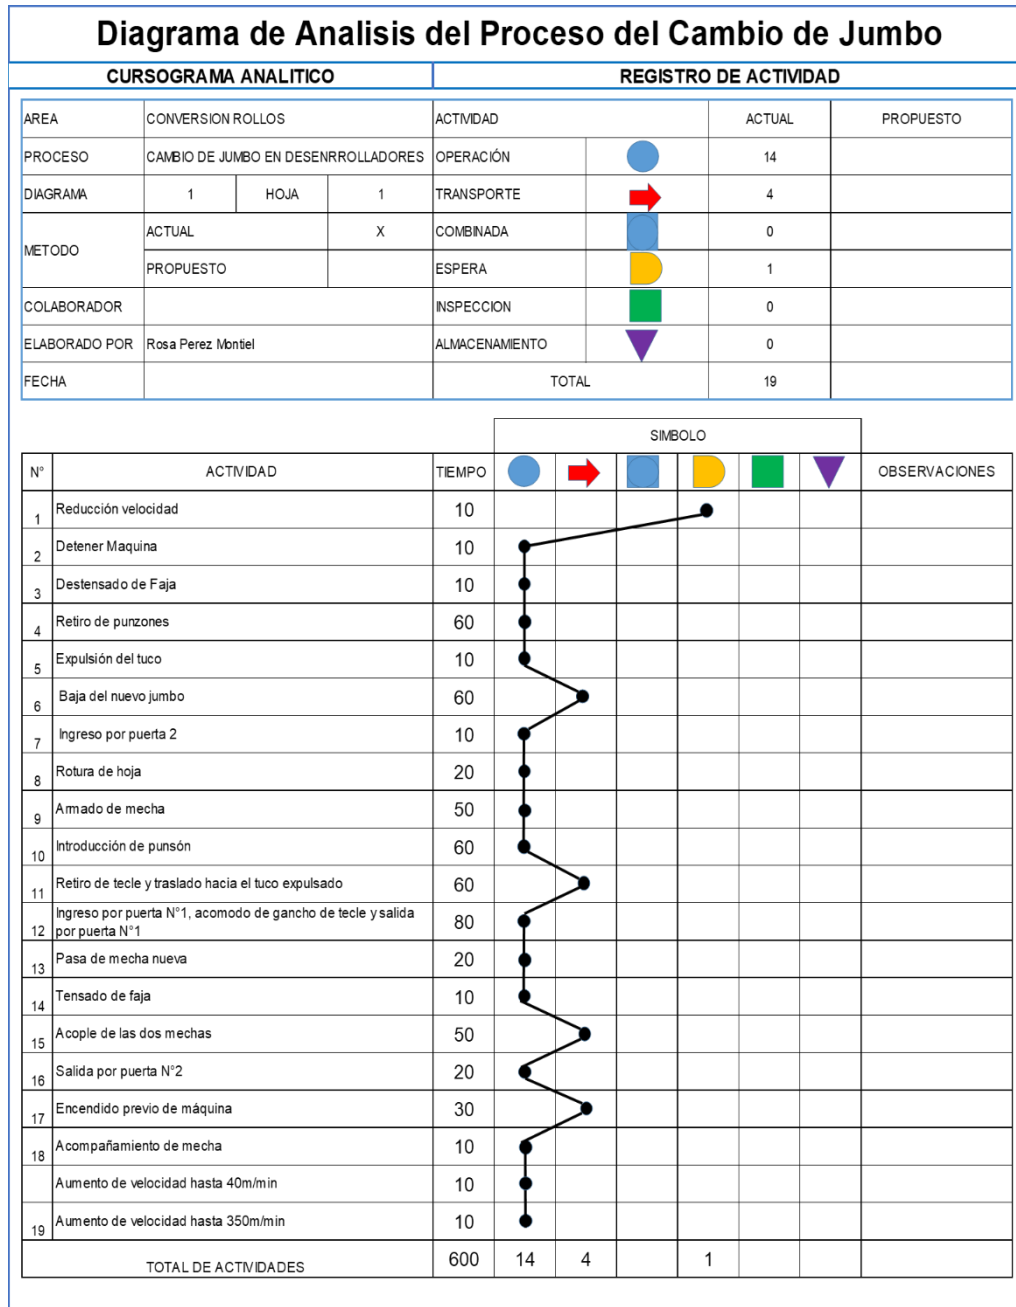 Diagrama de Analisis del Proceso del Cambio de Jumbo
CURSOGRAMA ANALITICO REGISTRO DE ACTIVIDAD
AREA CONVERSION ROLLOS ACTIVIDAD ACTUAL PROPUESTO
PROCESO CAMBIO DE JUMBO EN DESENRROLLADORES OPERACIÓN 14
DIAGRAMA 1 HOJA 1 TRANSPORTE 4
METODO ACTUAL X COMBINADA 0
PROPUESTO ESPERA 1
COLABORADOR INSPECCION 0
ELABORADO POR Rosa Perez Montiel ALMACENAMIENTO 0
FECHA TOTAL 19
SIMBOLO
N° ACTIVIDAD TIEMPO OBSERVACIONES
1 Reducción velocidad 10
2 Detener Maquina 10
3 Destensado de Faja 10
4 Retiro de punzones 60
5 Expulsión del tuco 10
6 Baja del nuevo jumbo 60
7 Ingreso por puerta 2 10
8 Rotura de hoja 20
9 Armado de mecha 50
10 Introducción de punsón 60
11 Retiro de tecle y traslado hacia el tuco expulsado 60
Ingreso por puerta N°1, acomodo de gancho de tecle y salida
12 por puerta N°1 80
13 Pasa de mecha nueva 20
14 Tensado de faja 10
15 Acople de las dos mechas 50
16 Salida por puerta N°2 20
17 Encendido previo de máquina 30
18 Acompañamiento de mecha 10
Aumento de velocidad hasta 40m/min 10
19 Aumento de velocidad hasta 350m/min 10
TOTAL DE ACTIVIDADES 600 14 4 1